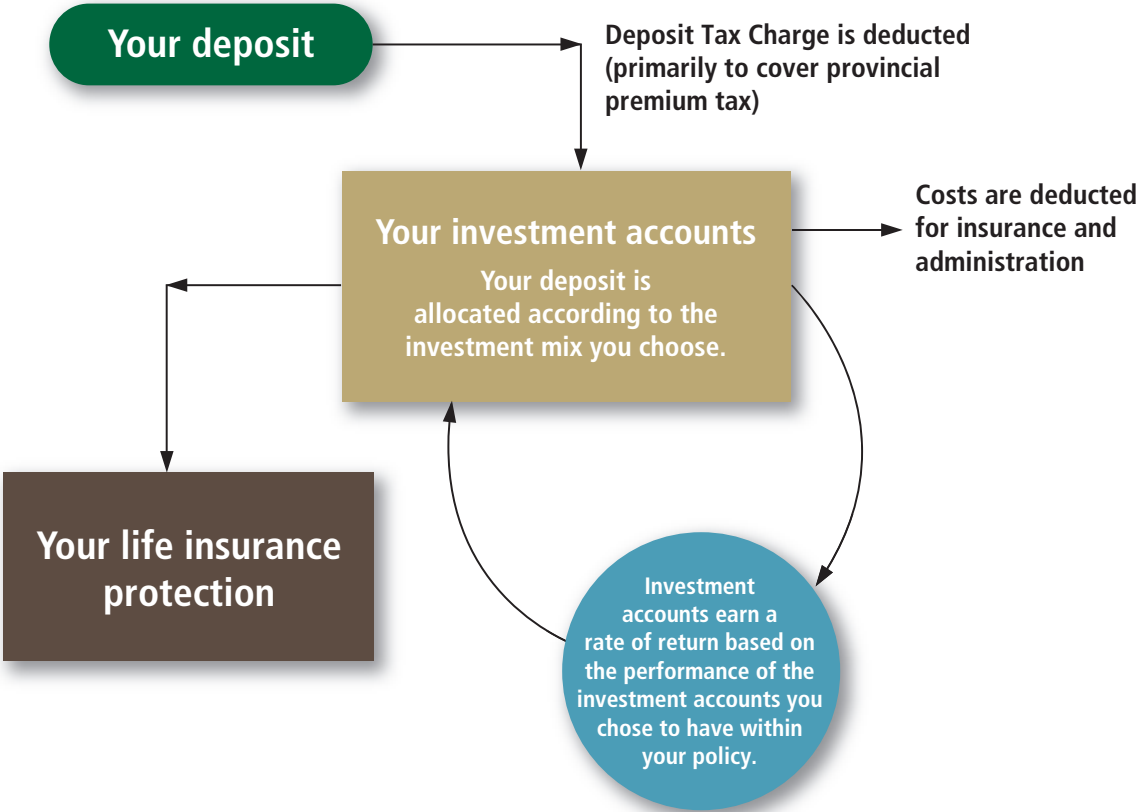 Your deposit
Deposit Tax Charge is deducted
(primarily to cover provincial
premium tax)
Your investment accounts
Your deposit is
allocated according to the
investment mix you choose.
Costs are deducted
for insurance and
administration
Your life insurance
protection
Investment
accounts earn a
rate of return based on
the performance of the
investment accounts you
chose to have within
your policy.